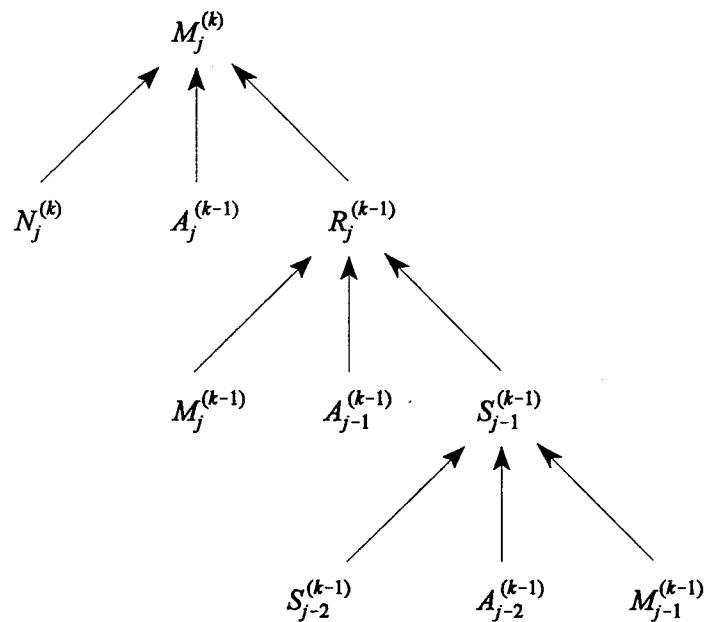 M_j^{(k)}
N_j^{(k)} A_j^{(k-1)} R_j^{(k-1)}
M_j^{(k-1)} A_{j-1}^{(k-1)} S_{j-1}^{(k-1)}
S_{j-2}^{(k-1)} A_{j-2}^{(k-1)} M_{j-1}^{(k-1)}